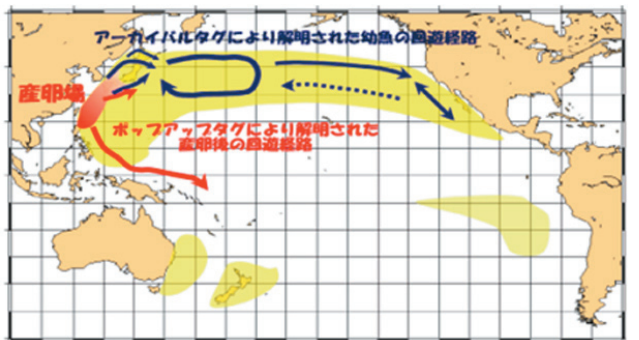 アーカイバルタグにより解明された幼魚の回遊経路
産卵場
ポップアップタグにより解明された
産卵後の回遊経路